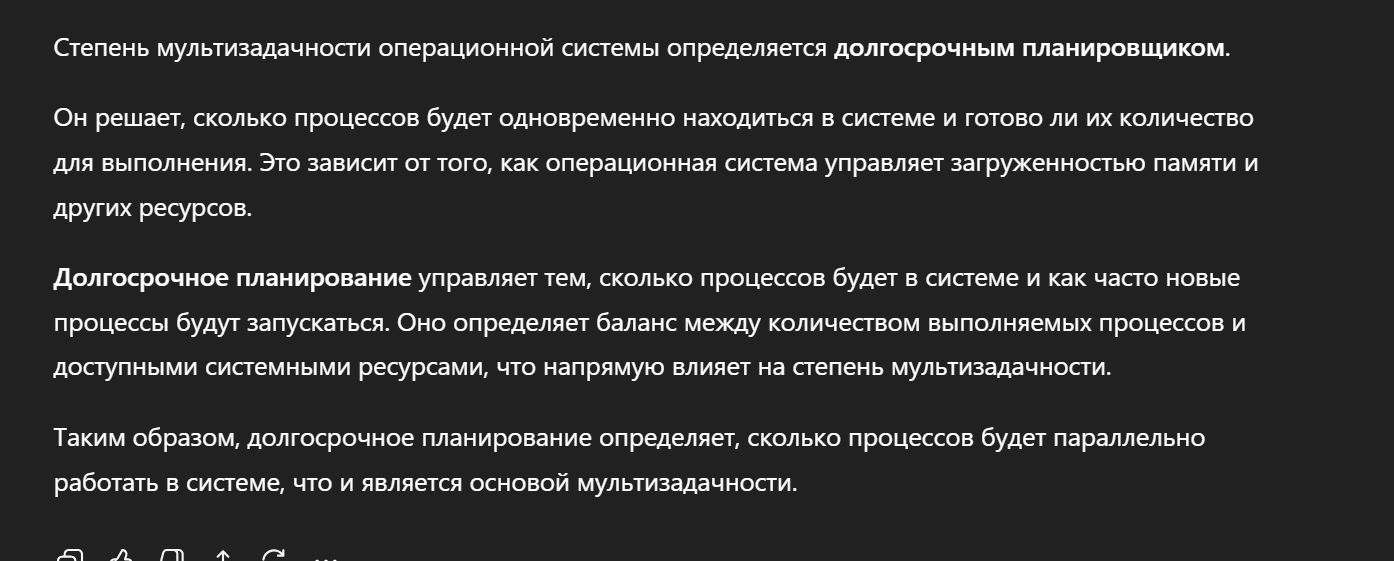 Степень мультизадачности операционной системы определяется долгосрочным планировщиком.
Он решает, сколько процессов будет одновременно находиться в системе и готово ли их количество
для выполнения. Это зависит от того, как операционная система управляет загруженностью памяти и
других ресурсов.
Долгосрочное планирование управляет тем, сколько процессов будет в системе и как часто новые
процессы будут запускаться. Оно определяет баланс между количеством выполняемых процессов и
доступными системными ресурсами, что напрямую влияет на степень мультизадачности.
Таким образом, долгосрочное планирование определяет, сколько процессов будет параллельно
работать в системе, что и является основой мультизадачности.